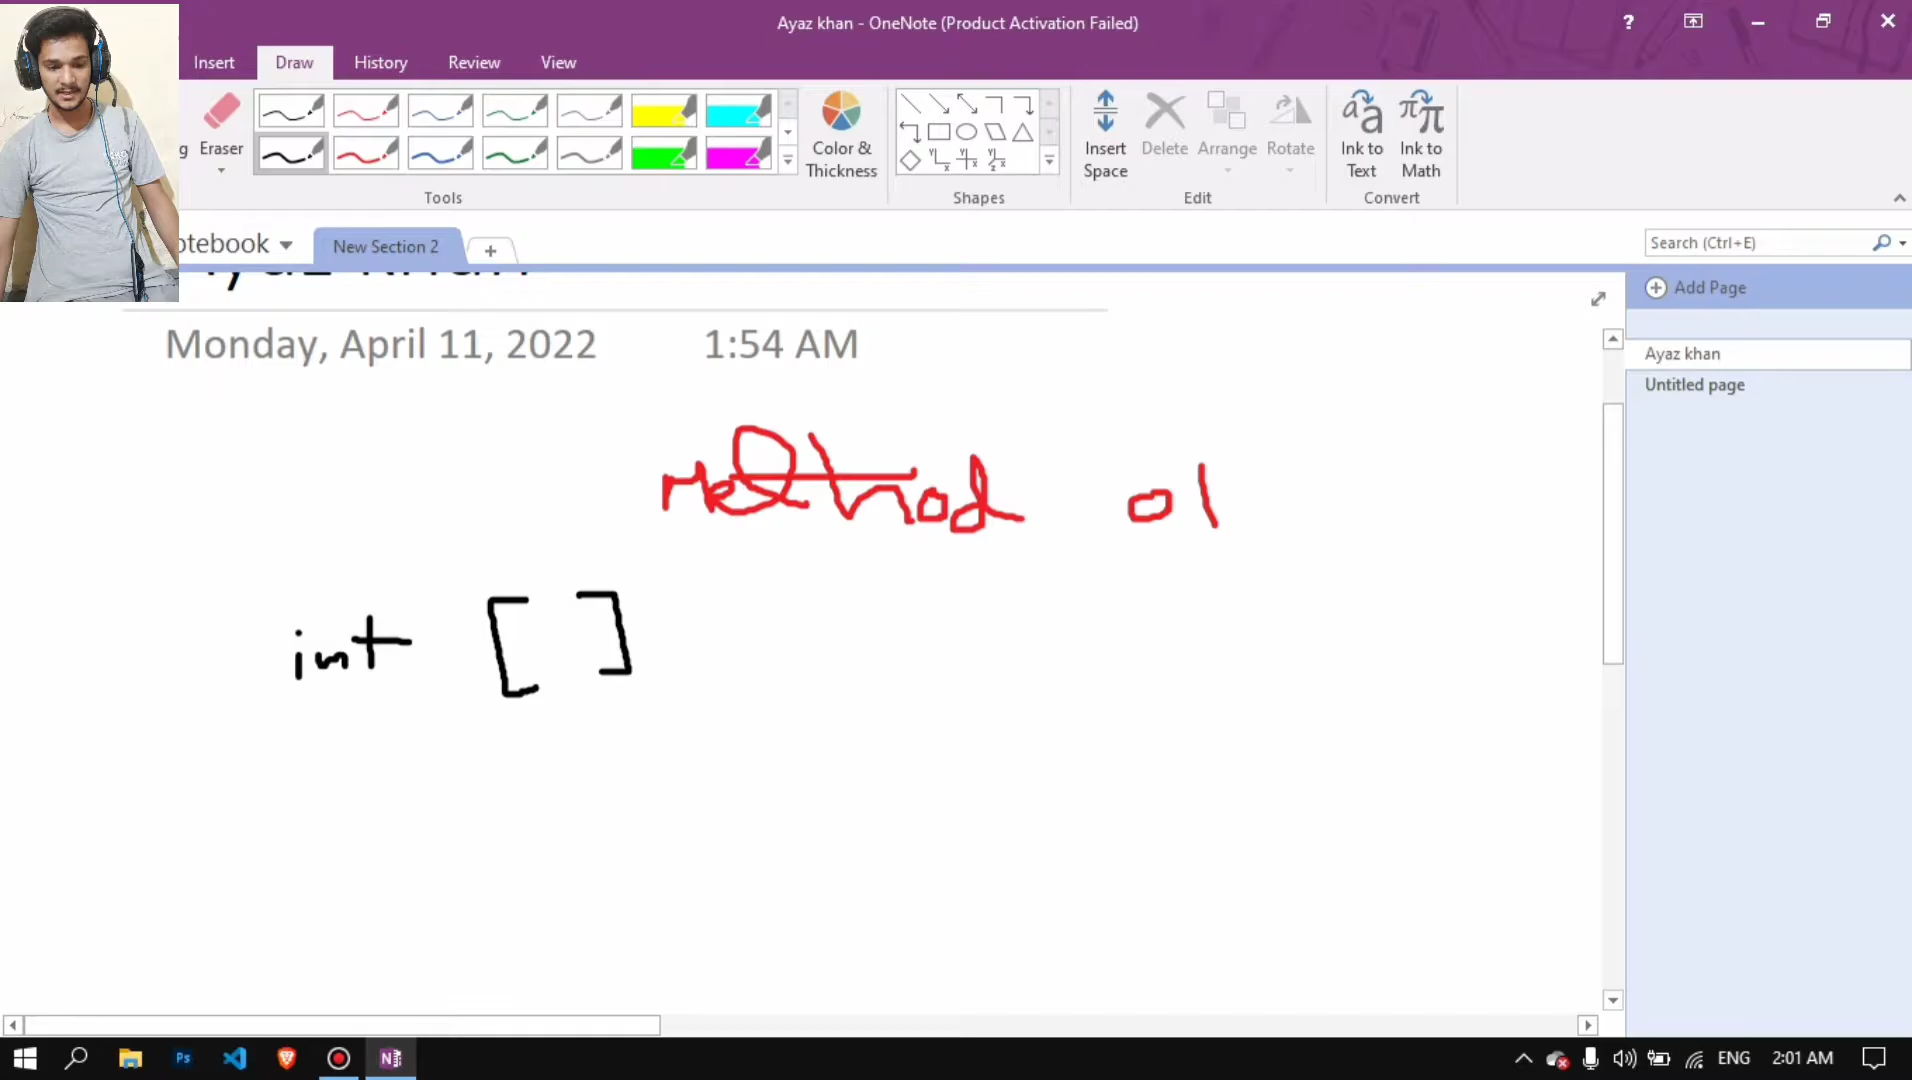 Ayaz khan - OneNote (Product Activation Failed)
Insert Draw History Review View
Eraser
Color & Thickness
Insert Space
Delete Arrange Rotate
Ink to Text
Ink to Math
Tools Shapes Edit Convert
otebook New Section 2
Search (Ctrl+E)
Add Page
Monday, April 11, 2022 1:54 AM
Ayaz khan
Untitled page
Method 01
int [ ]
ENG 2:01 AM